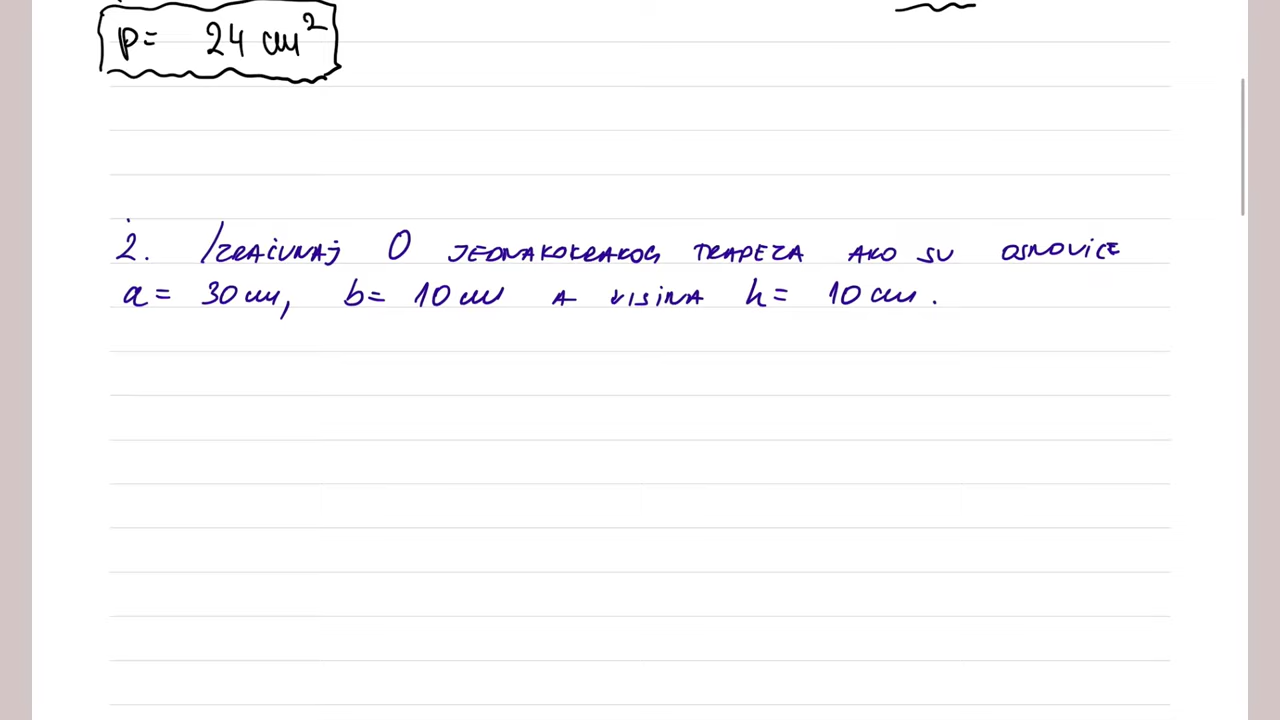 P= 24 cm²
2. IZRAČUNAJ O JEDNAKOKRAKOG TRAPEZA AKO SU OSNOVICE
a= 30 cm, b= 10 cm A VISINA h= 10 cm.